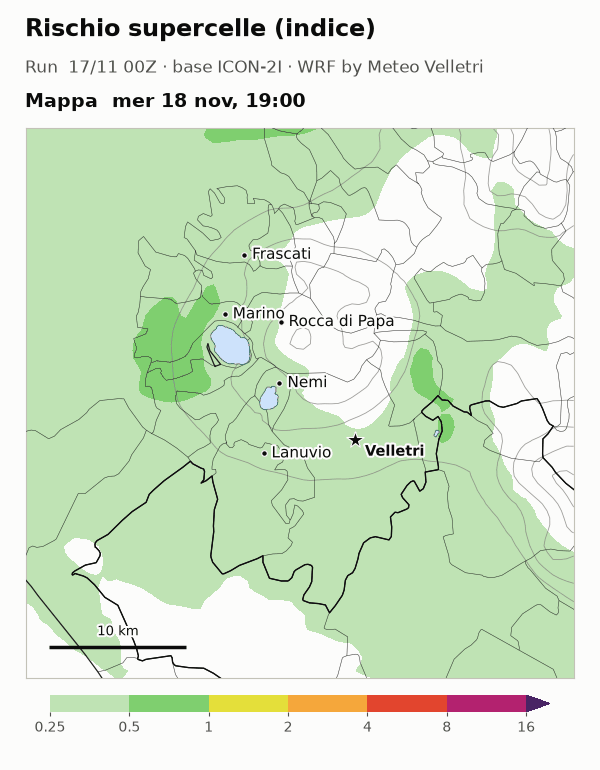 Rischio supercelle (indice)
Run  17/11 00Z · base ICON-2I · WRF by Meteo Velletri
Mappa  mer 18 nov, 19:00
Frascati
Marino
Rocca di Papa
Nemi
Velletri
Lanuvio
10 km
0.25 0.5 1 2 4 8 16